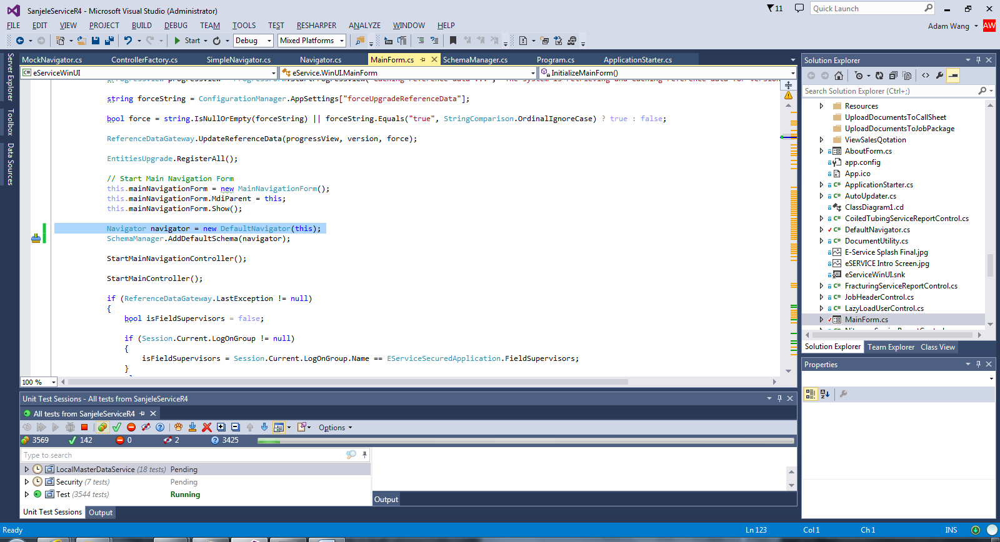 SanjeleServiceR4 - Microsoft Visual Studio (Administrator)
11
Quick Launch
FILE EDIT VIEW PROJECT BUILD DEBUG TEAM TOOLS TEST RESHARPER ANALYZE WINDOW HELP
Adam Wang AW
Start Debug Mixed Platforms
Server Explorer
Toolbox
Data Sources
MockNavigator.cs ControllerFactory.cs SimpleNavigator.cs Navigator.cs MainForm.cs SchemaManager.cs Program.cs ApplicationStarter.cs
eServiceWinUI eService.WinUI.MainForm InitializeMainForm()
string forceString = ConfigurationManager.AppSettings["forceUpgradeReferenceData"];
bool force = string.IsNullOrEmpty(forceString) || forceString.Equals("true", StringComparison.OrdinalIgnoreCase) ? true : false;
ReferenceDataGateway.UpdateReferenceData(progressView, version, force);
EntitiesUpgrade.RegisterAll();
// Start Main Navigation Form
this.mainNavigationForm = new MainNavigationForm();
this.mainNavigationForm.MdiParent = this;
this.mainNavigationForm.Show();
Navigator navigator = new DefaultNavigator(this);
SchemaManager.AddDefaultSchema(navigator);
StartMainNavigationController();
StartMainController();
if (ReferenceDataGateway.LastException != null)
{
bool isFieldSupervisors = false;
if (Session.Current.LogOnGroup != null)
{
isFieldSupervisors = Session.Current.LogOnGroup.Name == EServiceSecuredApplication.FieldSupervisors;
}
100 %
Solution Explorer
Search Solution Explorer (Ctrl+;)
Resources
UploadDocumentsToCallSheet
UploadDocumentsToJobPackage
ViewSalesQotation
AboutForm.cs
app.config
App.ico
ApplicationStarter.cs
AutoUpdater.cs
ClassDiagram1.cd
CoiledTubingServiceReportControl.cs
DefaultNavigator.cs
DocumentUtility.cs
E-Service Splash Final.jpg
eSERVICE Intro Screen.jpg
eServiceWinUI.snk
FracturingServiceReportControl.cs
JobHeaderControl.cs
LazyLoadUserControl.cs
MainForm.cs
Solution Explorer Team Explorer Class View
Properties
Unit Test Sessions - All tests from SanjeleServiceR4
All tests from SanjeleServiceR4
Options
3569 142 0 2 3425
Type to search
LocalMasterDataService (18 tests) Pending
Security (7 tests) Pending
Test (3544 tests) Running
Output
Unit Test Sessions Output
Ready Ln 123 Col 1 Ch 1 INS